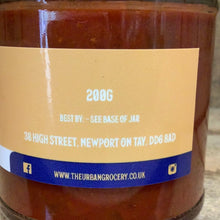 200G
BEST BY: - SEE BASE OF JAR
38 HIGH STREET, NEWPORT ON TAY, DD6 8AD
WWW.THEURBANGROCERY.CO.UK